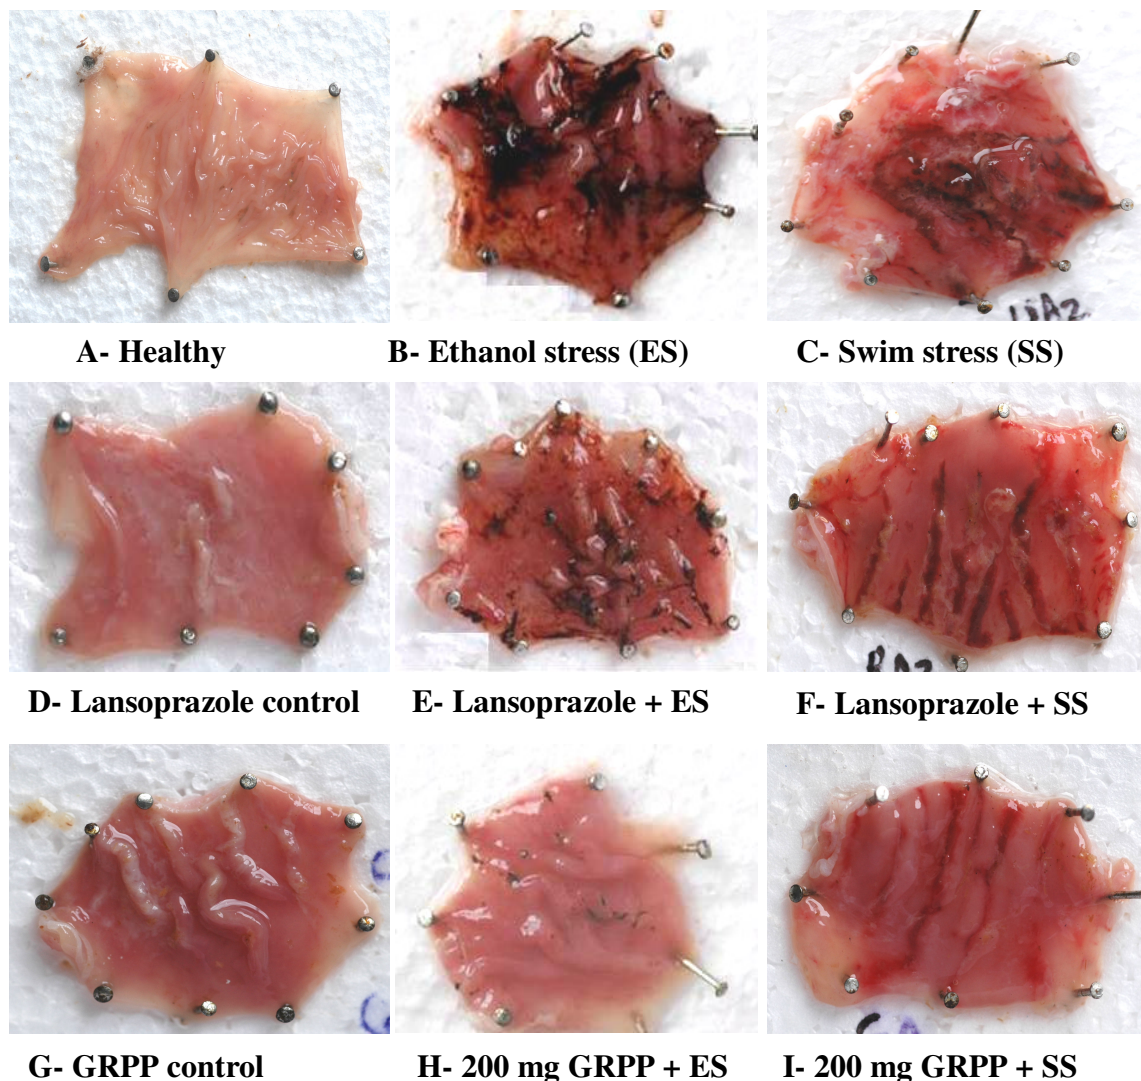 A- Healthy
B- Ethanol stress (ES)
C- Swim stress (SS)
D- Lansoprazole control
E- Lansoprazole + ES
F- Lansoprazole + SS
G- GRPP control
H- 200 mg GRPP + ES
I- 200 mg GRPP + SS